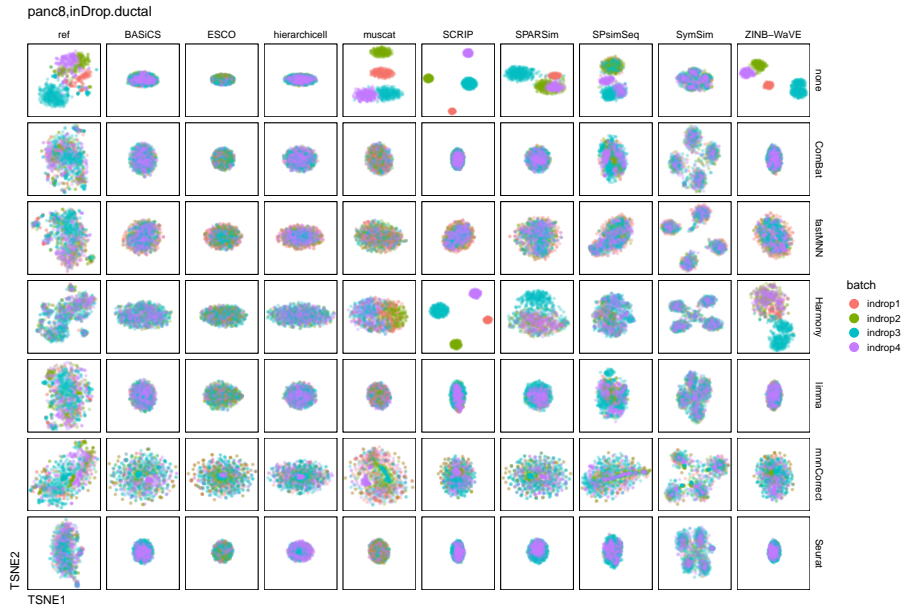 panc8,inDrop.ductal
ref BASiCS ESCO hierarchicell muscat SCRIP SPARSim SPsimSeq SymSim ZINB−WaVE
none
ComBat
fastMNN
Harmony
limma
mnnCorrect
Seurat
batch
indrop1
indrop2
indrop3
indrop4
TSNE2
TSNE1